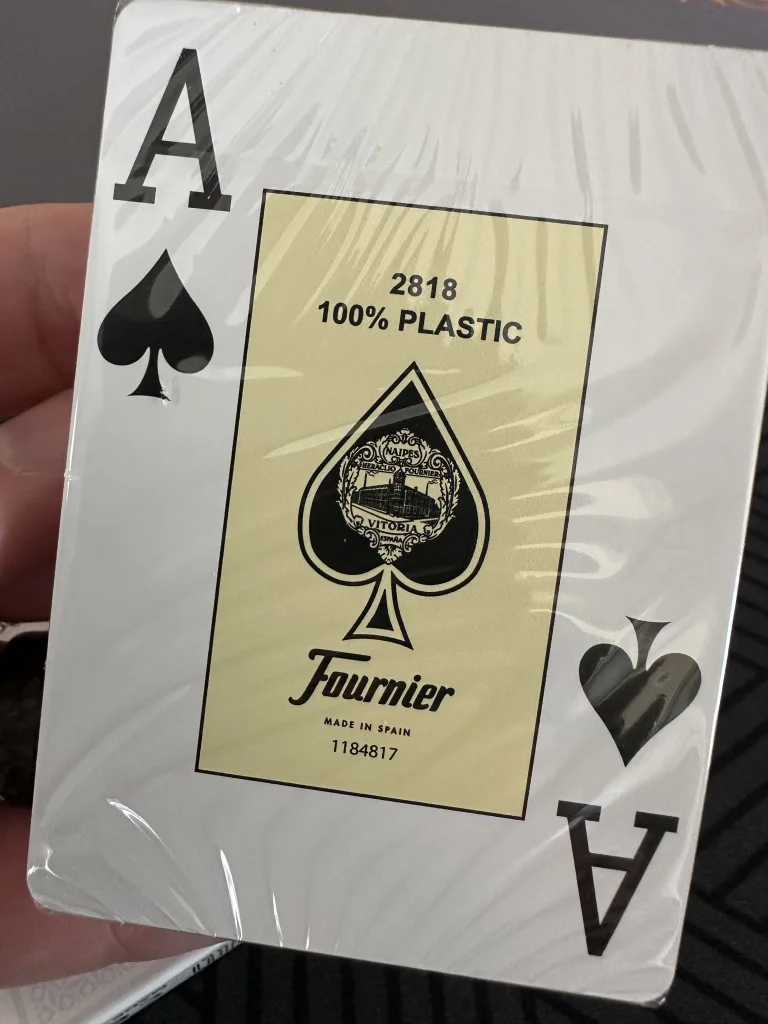 A
2818
100% PLASTIC
NAIPES
HERACLIO FOURNIER
VITORIA
ESPAÑA
Fournier
MADE IN SPAIN
1184817
A